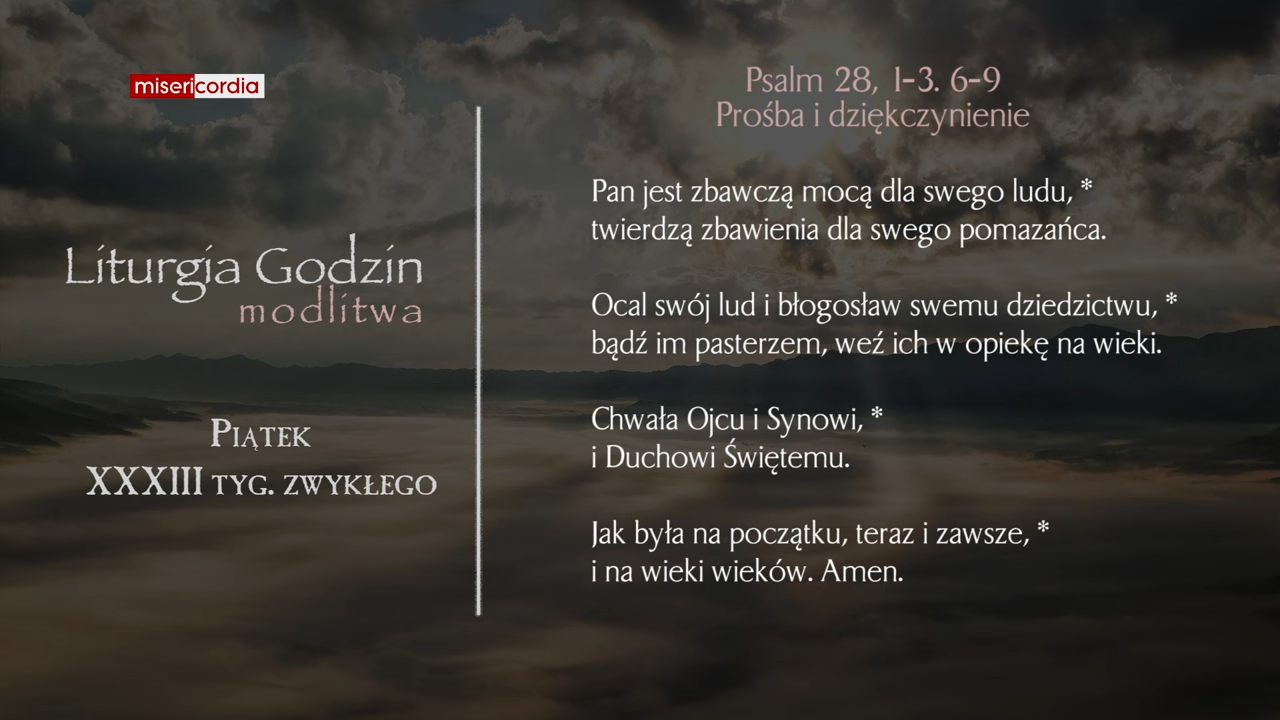 misericordia
Liturgia Godzin
modlitwa
Piątek
XXXIII tyg. zwykłego
Psalm 28, 1-3. 6-9
Prośba i dziękczynienie
Pan jest zbawczą mocą dla swego ludu, *
twierdzą zbawienia dla swego pomazańca.
Ocal swój lud i błogosław swemu dziedzictwu, *
bądź im pasterzem, weź ich w opiekę na wieki.
Chwała Ojcu i Synowi, *
i Duchowi Świętemu.
Jak była na początku, teraz i zawsze, *
i na wieki wieków. Amen.